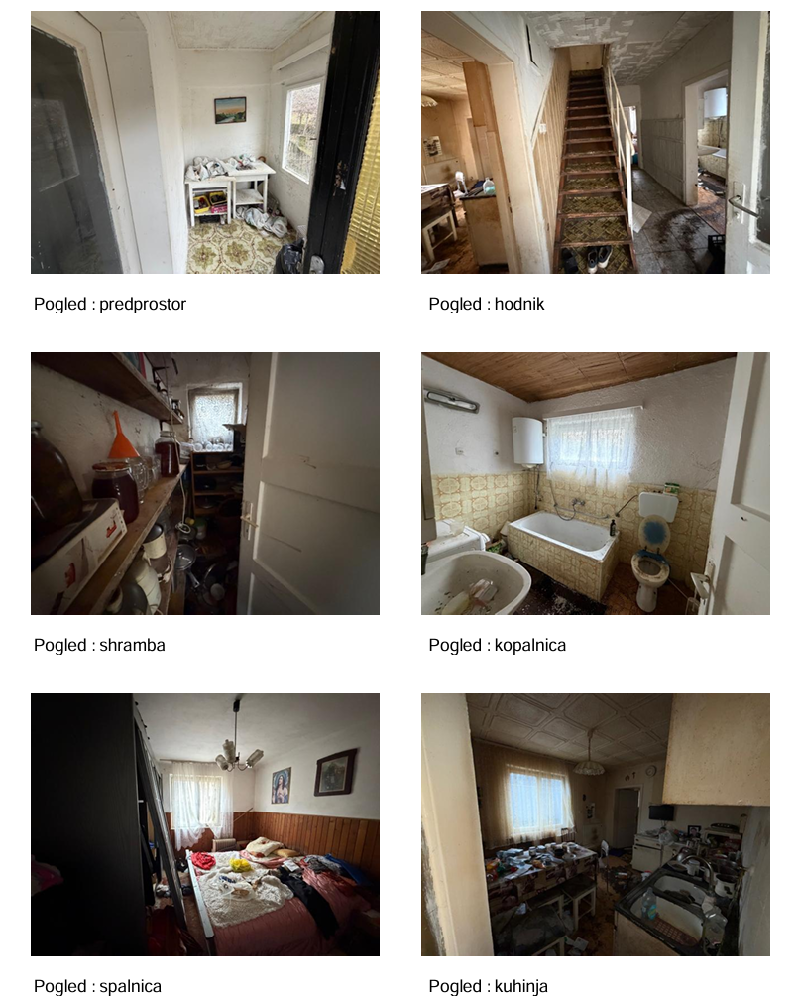 Pogled : predprostor
Pogled : hodnik
Pogled : shramba
Pogled : kopalnica
Pogled : spalnica
Pogled : kuhinja